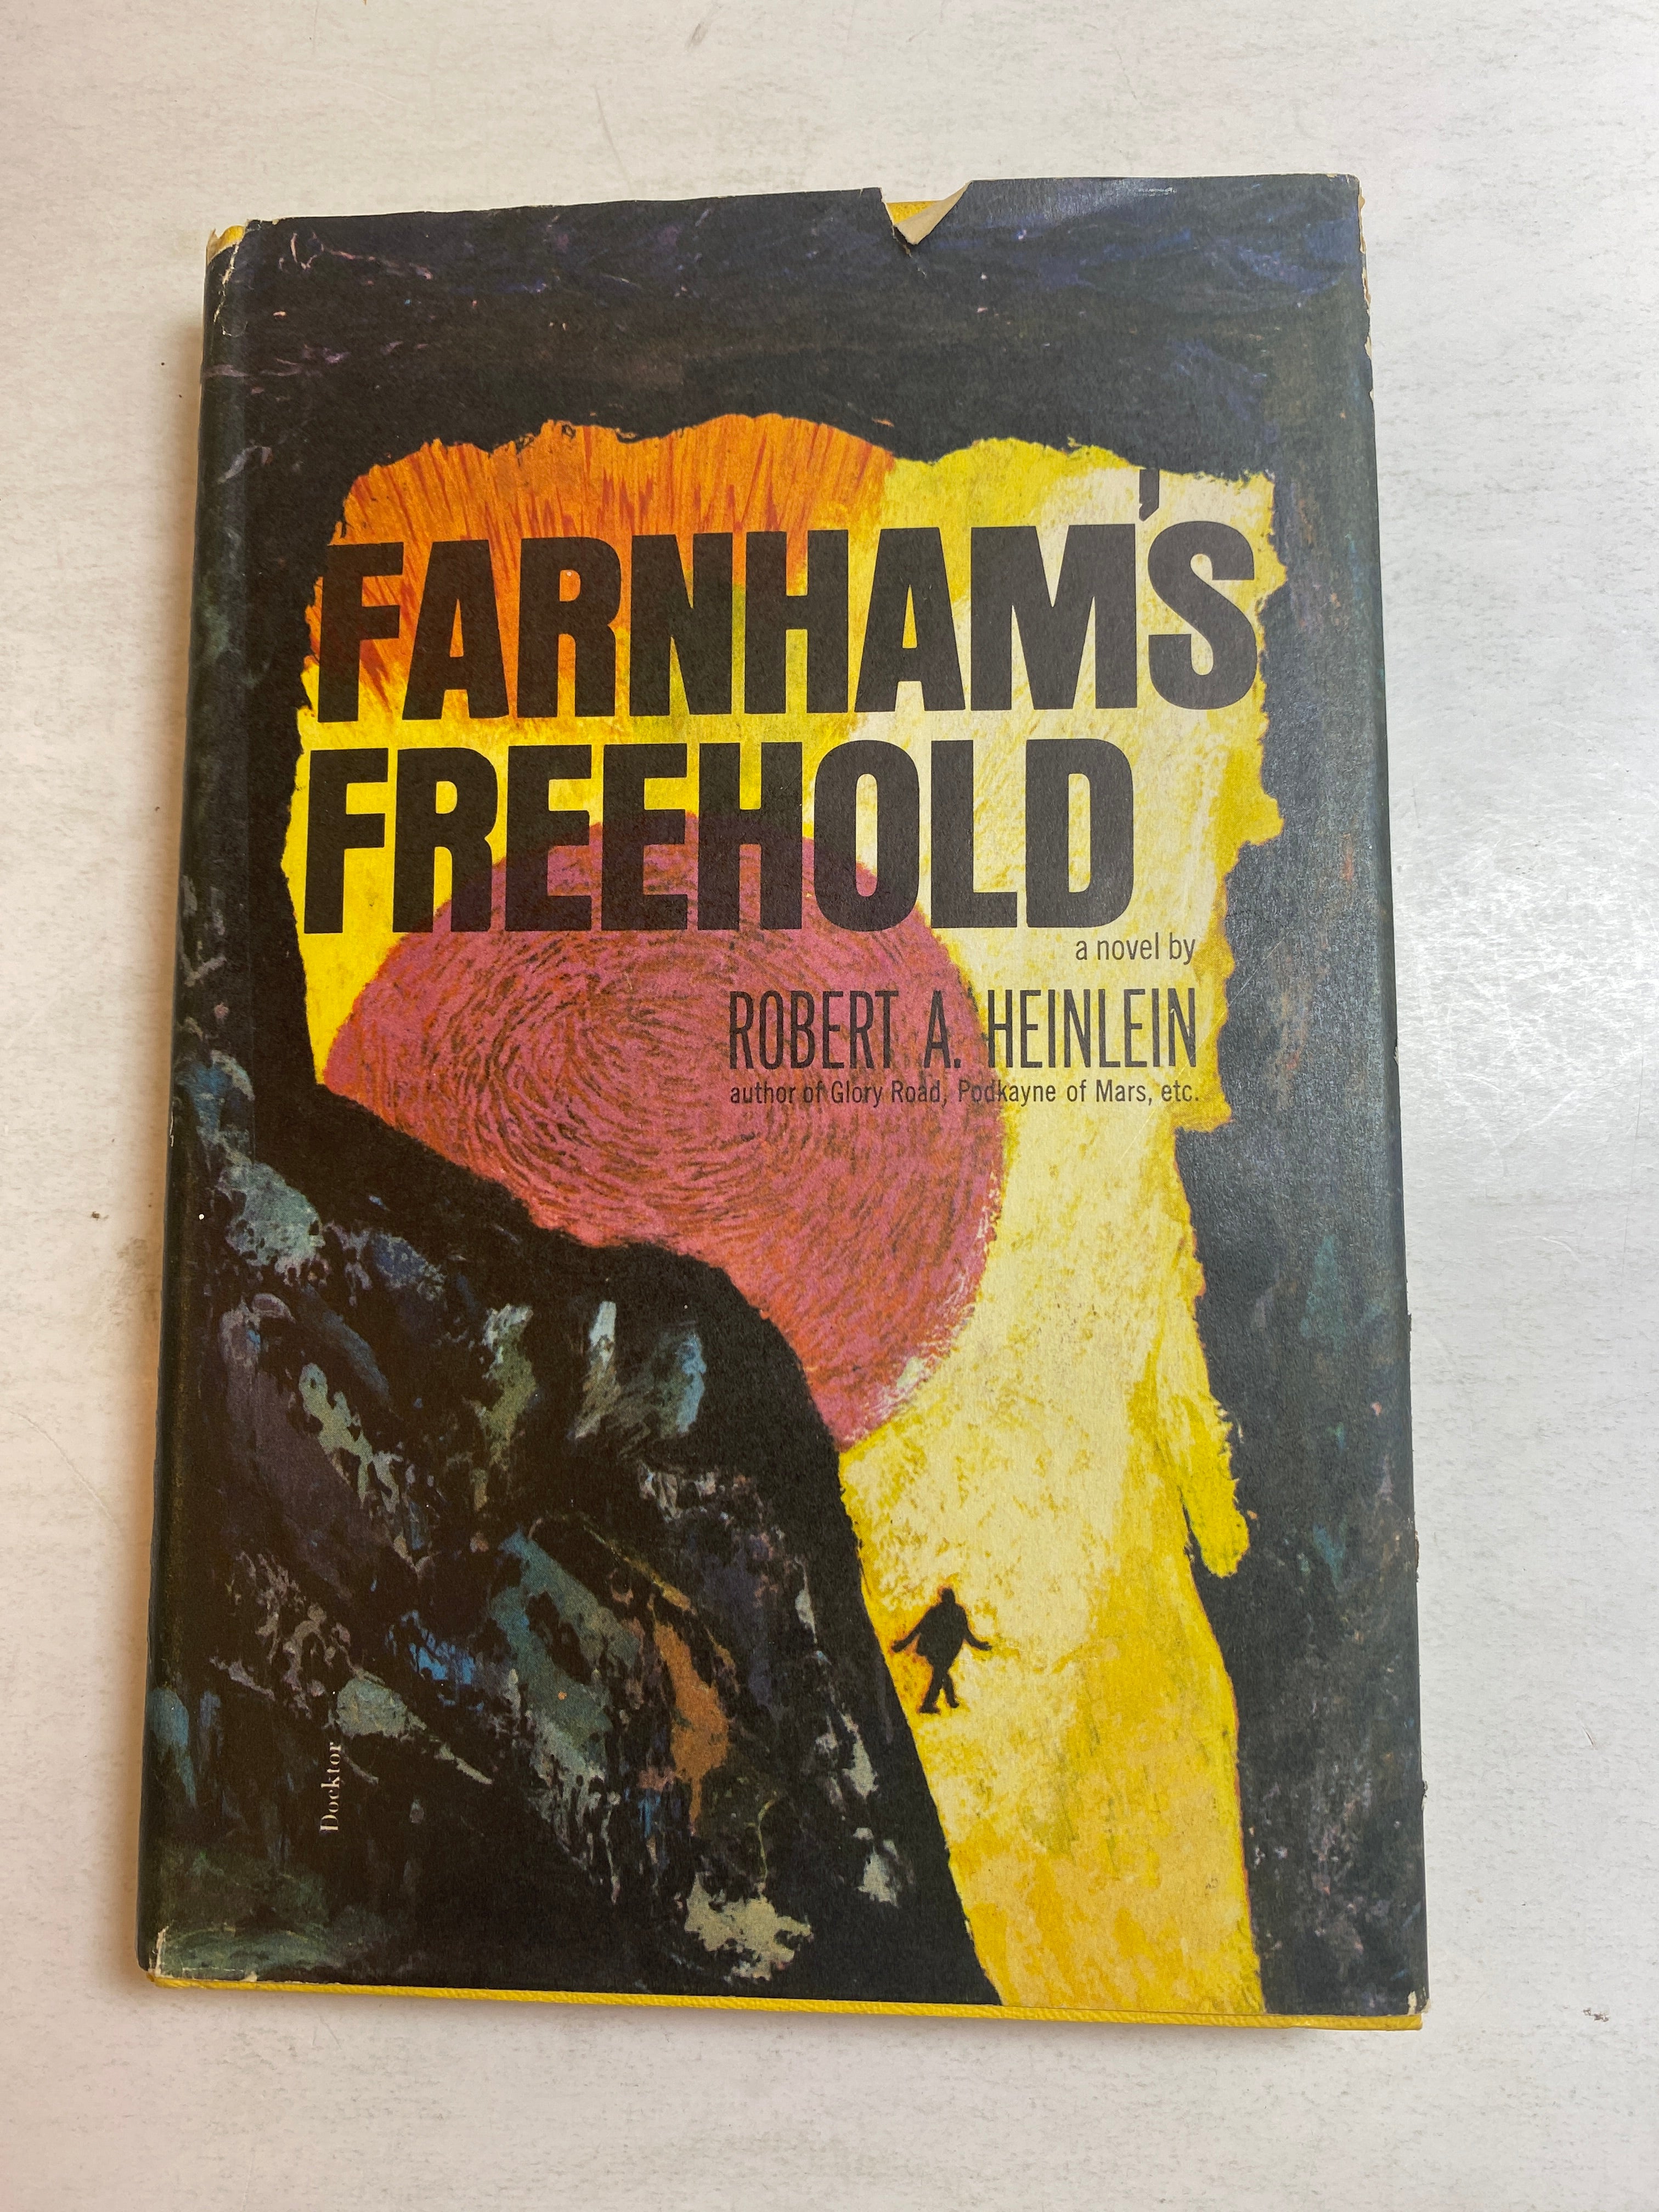 FARNHAM'S
FREEHOLD
a novel by
ROBERT A. HEINLEIN
author of Glory Road, Podkayne of Mars, etc.
Docktor